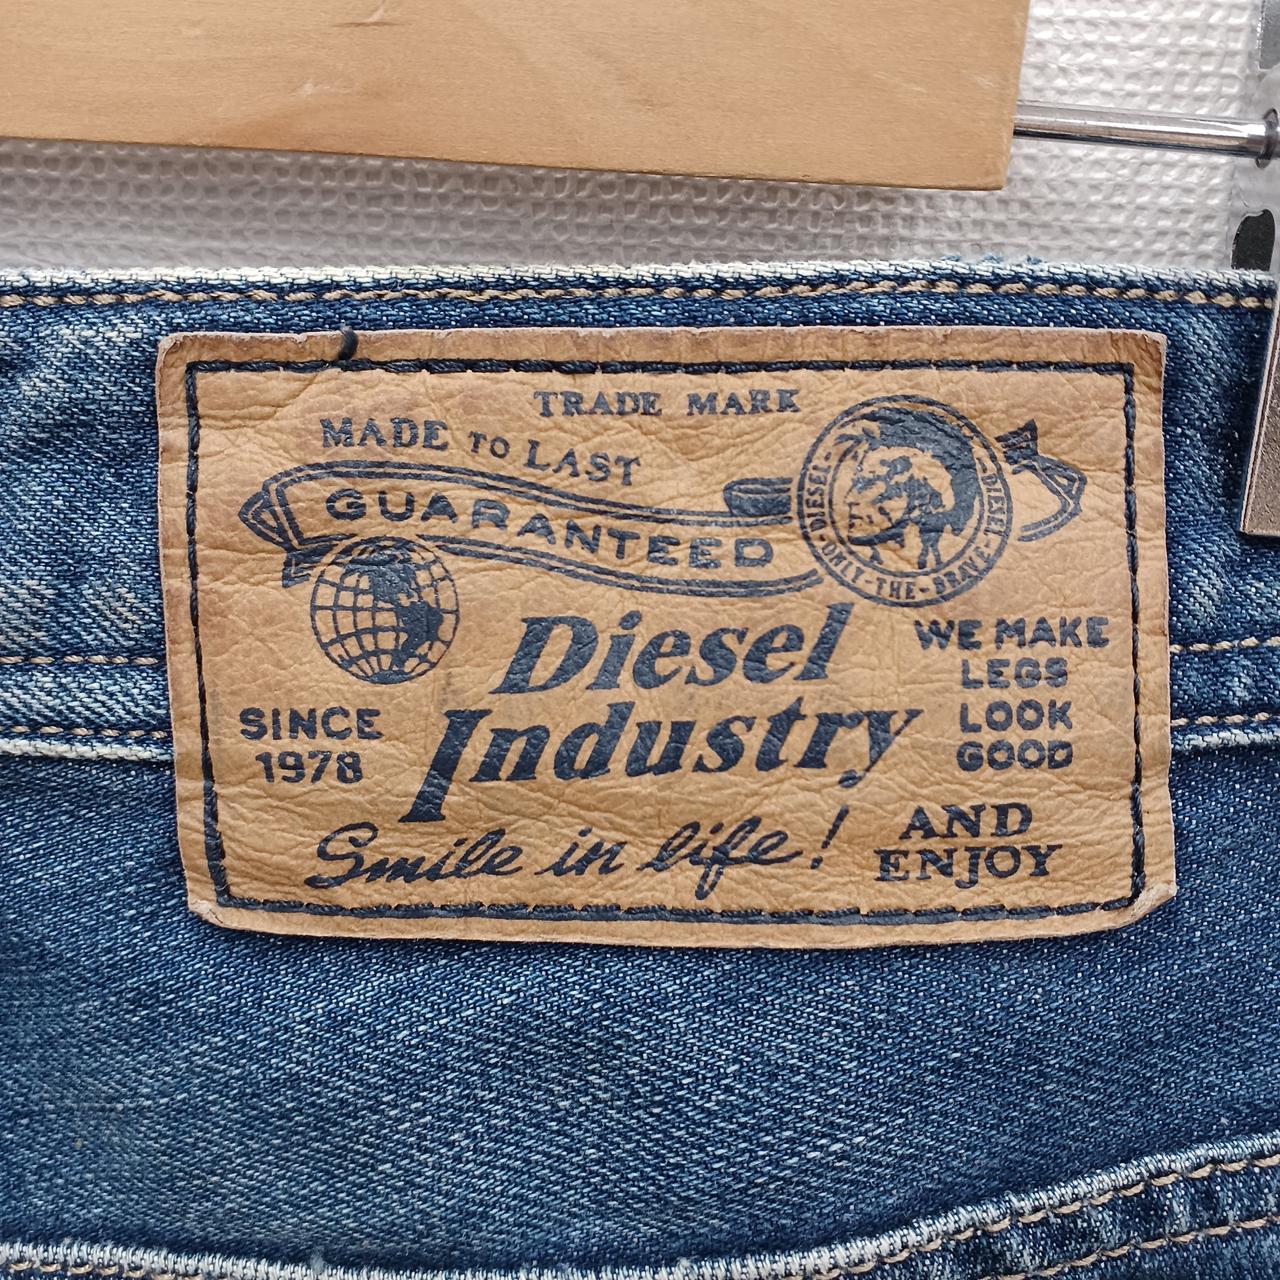 TRADE MARK
MADE TO LAST
GUARANTEED
DIESEL - DIESEL
ONLY - THE - BRAVE
Diesel
Industry
SINCE
1978
WE MAKE
LEGS
LOOK
GOOD
AND
ENJOY
Smile in life!